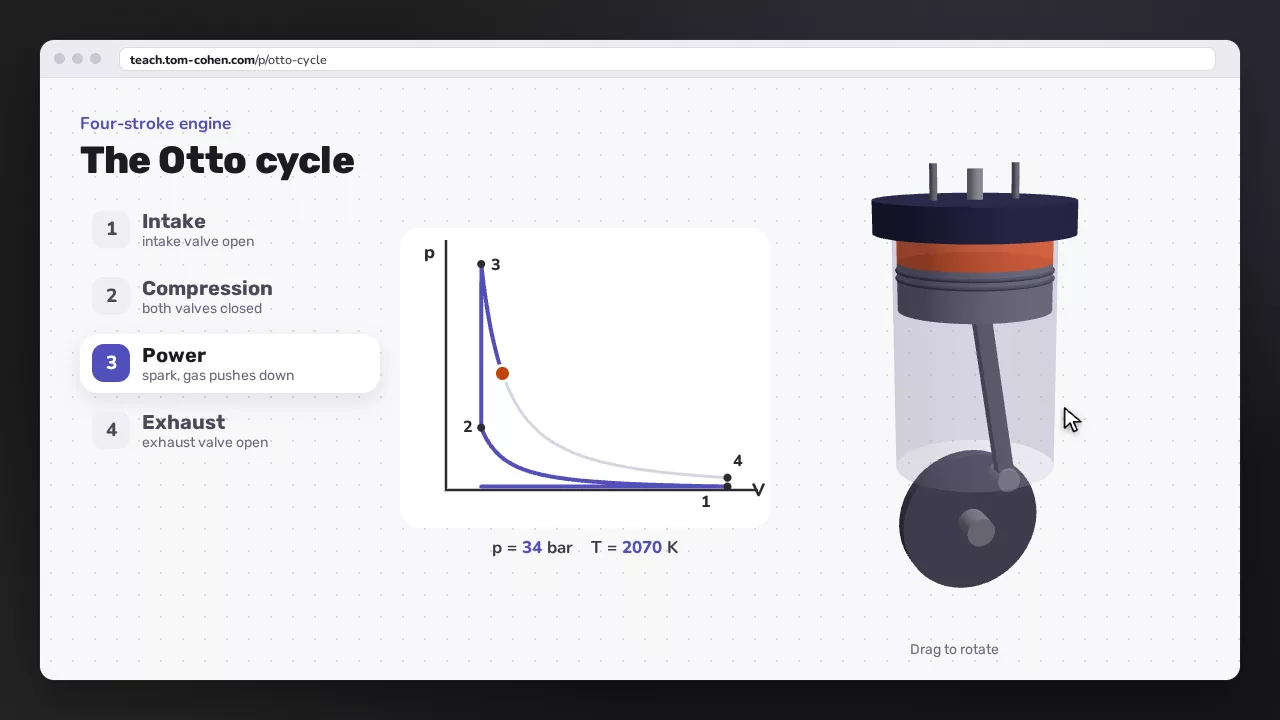 teach.tom-cohen.com/p/otto-cycle
Four-stroke engine
The Otto cycle
1 Intake
intake valve open
2 Compression
both valves closed
3 Power
spark, gas pushes down
4 Exhaust
exhaust valve open
p
3
2
4
1
V
p = 34 bar T = 2070 K
Drag to rotate